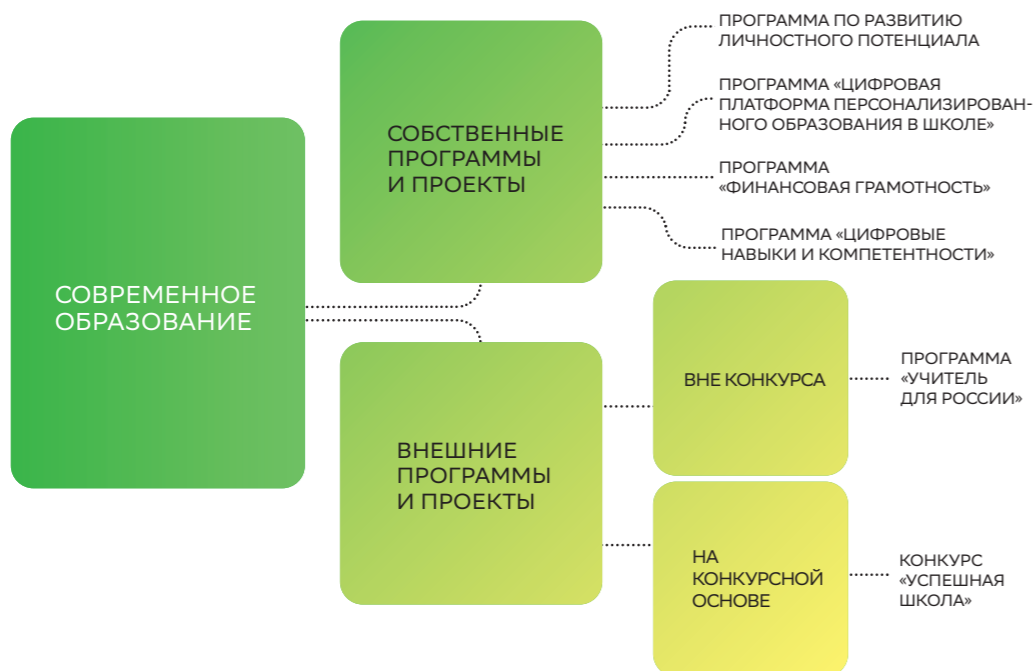 СОВРЕМЕННОЕ
ОБРАЗОВАНИЕ
СОБСТВЕННЫЕ
ПРОГРАММЫ
И ПРОЕКТЫ
ПРОГРАММА ПО РАЗВИТИЮ
ЛИЧНОСТНОГО ПОТЕНЦИАЛА
ПРОГРАММА «ЦИФРОВАЯ
ПЛАТФОРМА ПЕРСОНАЛИЗИРОВАН-
НОГО ОБРАЗОВАНИЯ В ШКОЛЕ»
ПРОГРАММА
«ФИНАНСОВАЯ ГРАМОТНОСТЬ»
ПРОГРАММА «ЦИФРОВЫЕ
НАВЫКИ И КОМПЕТЕНТНОСТИ»
ВНЕШНИЕ
ПРОГРАММЫ
И ПРОЕКТЫ
ВНЕ КОНКУРСА
ПРОГРАММА
«УЧИТЕЛЬ
ДЛЯ РОССИИ»
НА
КОНКУРСНОЙ
ОСНОВЕ
КОНКУРС
«УСПЕШНАЯ
ШКОЛА»